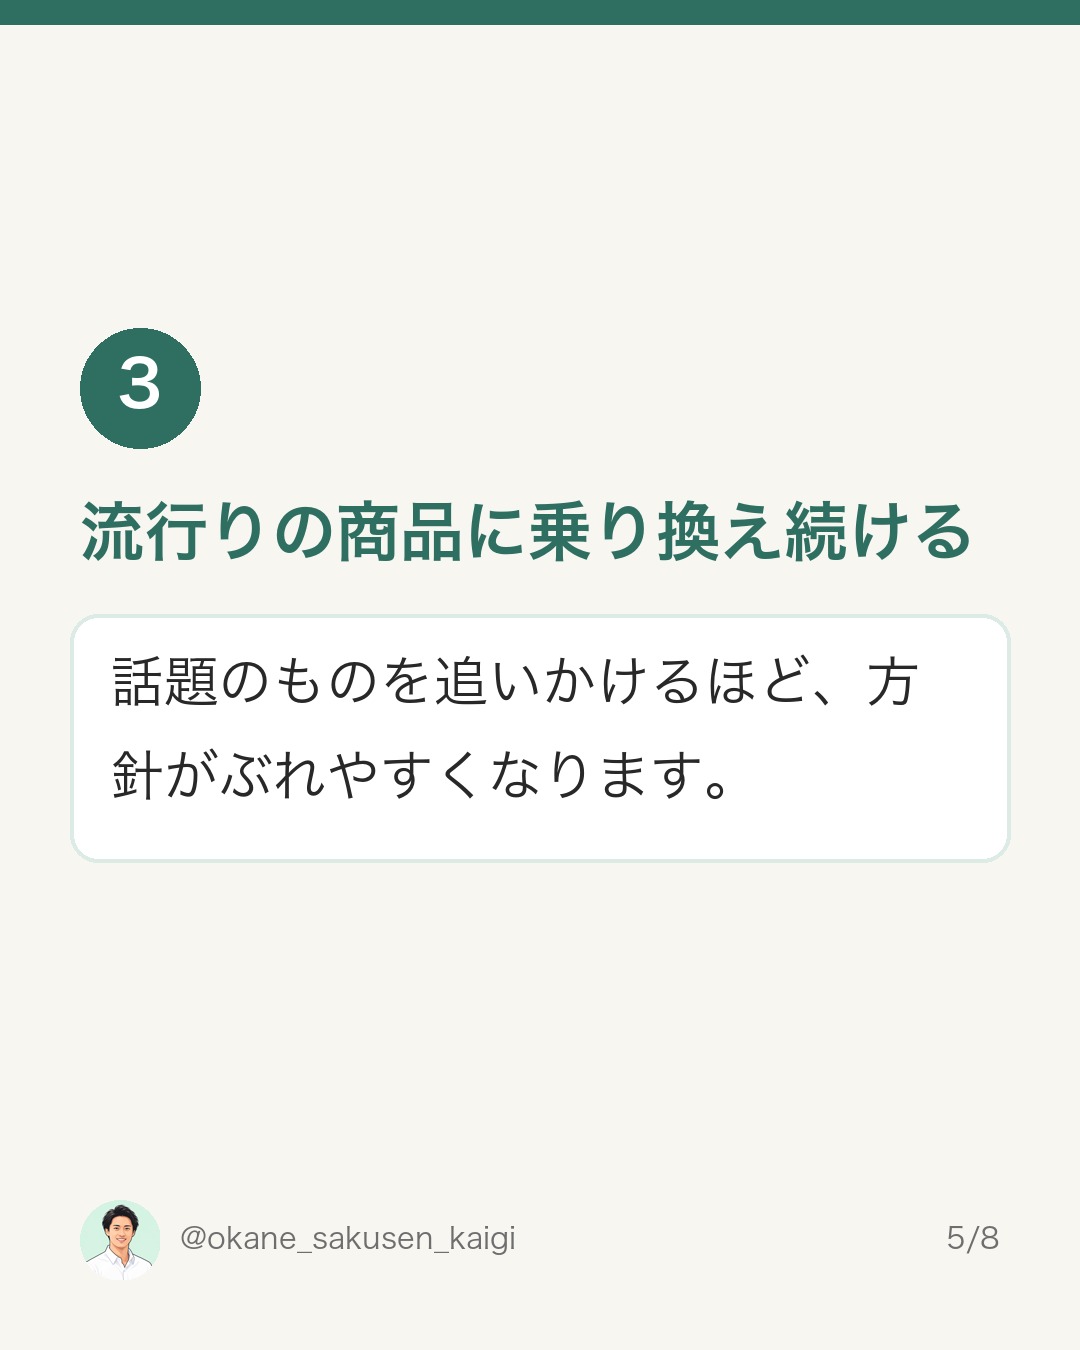 3
流行りの商品に乗り換え続ける
話題のものを追いかけるほど、方
針がぶれやすくなります。
@okane_sakusen_kaigi
5/8